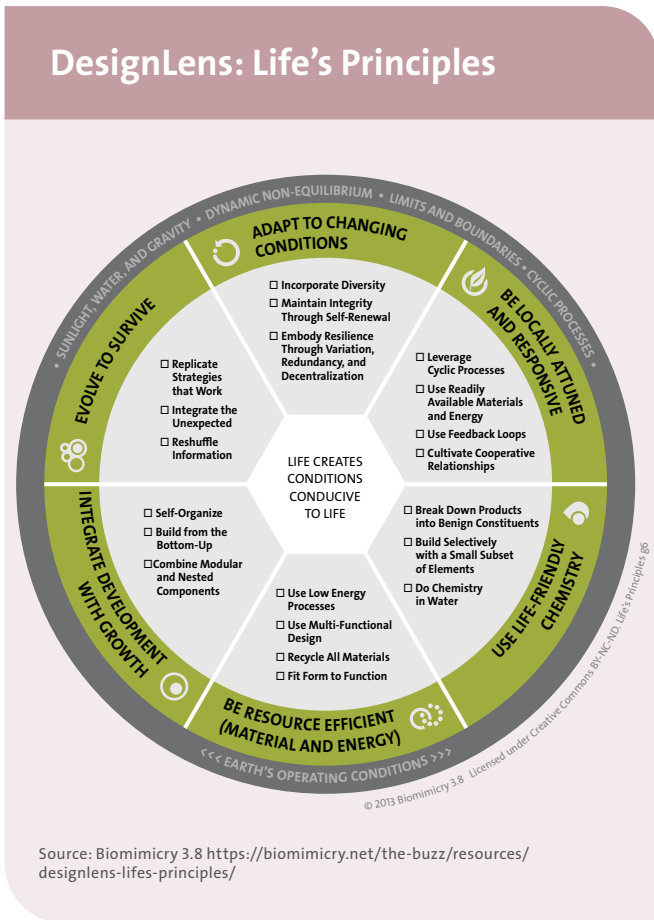 DesignLens: Life's Principles
• SUNLIGHT, WATER, AND GRAVITY • DYNAMIC NON-EQUILIBRIUM • LIMITS AND BOUNDARIES • CYCLIC PROCESSES •
ADAPT TO CHANGING
CONDITIONS
☐ Incorporate Diversity
☐ Maintain Integrity
Through Self-Renewal
☐ Embody Resilience
Through Variation,
Redundancy, and
Decentralization
BE LOCALLY ATTUNED
AND RESPONSIVE
☐ Leverage
Cyclic Processes
☐ Use Readily
Available Materials
and Energy
☐ Use Feedback Loops
☐ Cultivate Cooperative
Relationships
USE LIFE-FRIENDLY
CHEMISTRY
☐ Break Down Products
into Benign Constituents
☐ Build Selectively
with a Small Subset
of Elements
☐ Do Chemistry
in Water
BE RESOURCE EFFICIENT
(MATERIAL AND ENERGY)
☐ Use Low Energy
Processes
☐ Use Multi-Functional
Design
☐ Recycle All Materials
☐ Fit Form to Function
INTEGRATE DEVELOPMENT
WITH GROWTH
☐ Self-Organize
☐ Build from the
Bottom-Up
☐Combine Modular
and Nested
Components
EVOLVE TO SURVIVE
☐ Replicate
Strategies
that Work
☐ Integrate the
Unexpected
☐ Reshuffle
Information
LIFE CREATES
CONDITIONS
CONDUCIVE
TO LIFE
<<< EARTH'S OPERATING CONDITIONS >>>
© 2013 Biomimicry 3.8 Licensed under Creative Commons BY-NC-ND. Life's Principles g6
Source: Biomimicry 3.8 https://biomimicry.net/the-buzz/resources/
designlens-lifes-principles/